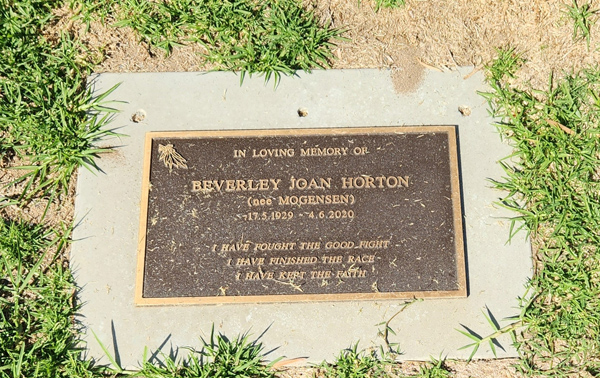 IN LOVING MEMORY OF
BEVERLEY JOAN HORTON
(nee MOGENSEN)
17.5.1929 ~ 4.6.2020
I HAVE FOUGHT THE GOOD FIGHT
I HAVE FINISHED THE RACE
I HAVE KEPT THE FAITH